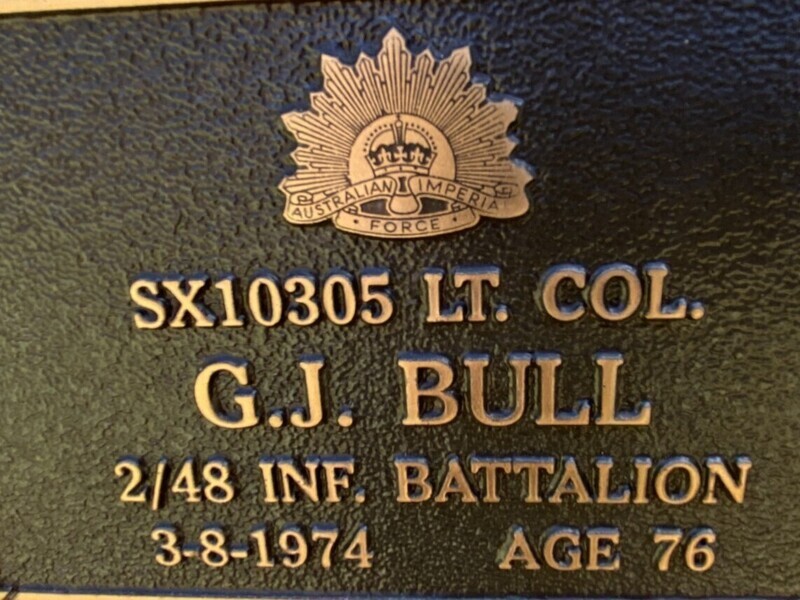 AUSTRALIAN IMPERIAL
FORCE
SX10305 LT. COL.
G.J. BULL
2/48 INF. BATTALION
3-8-1974 AGE 76